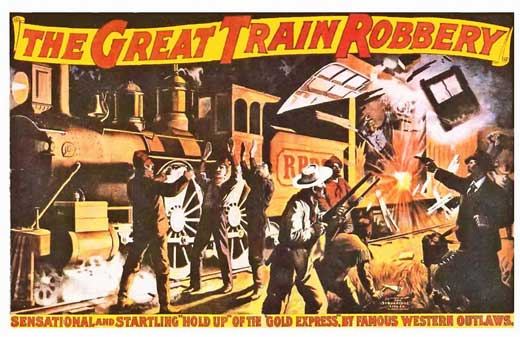 THE GREAT TRAIN ROBBERY
SENSATIONAL AND STARTLING "HOLD UP" OF THE "GOLD EXPRESS", BY FAMOUS WESTERN OUTLAWS.